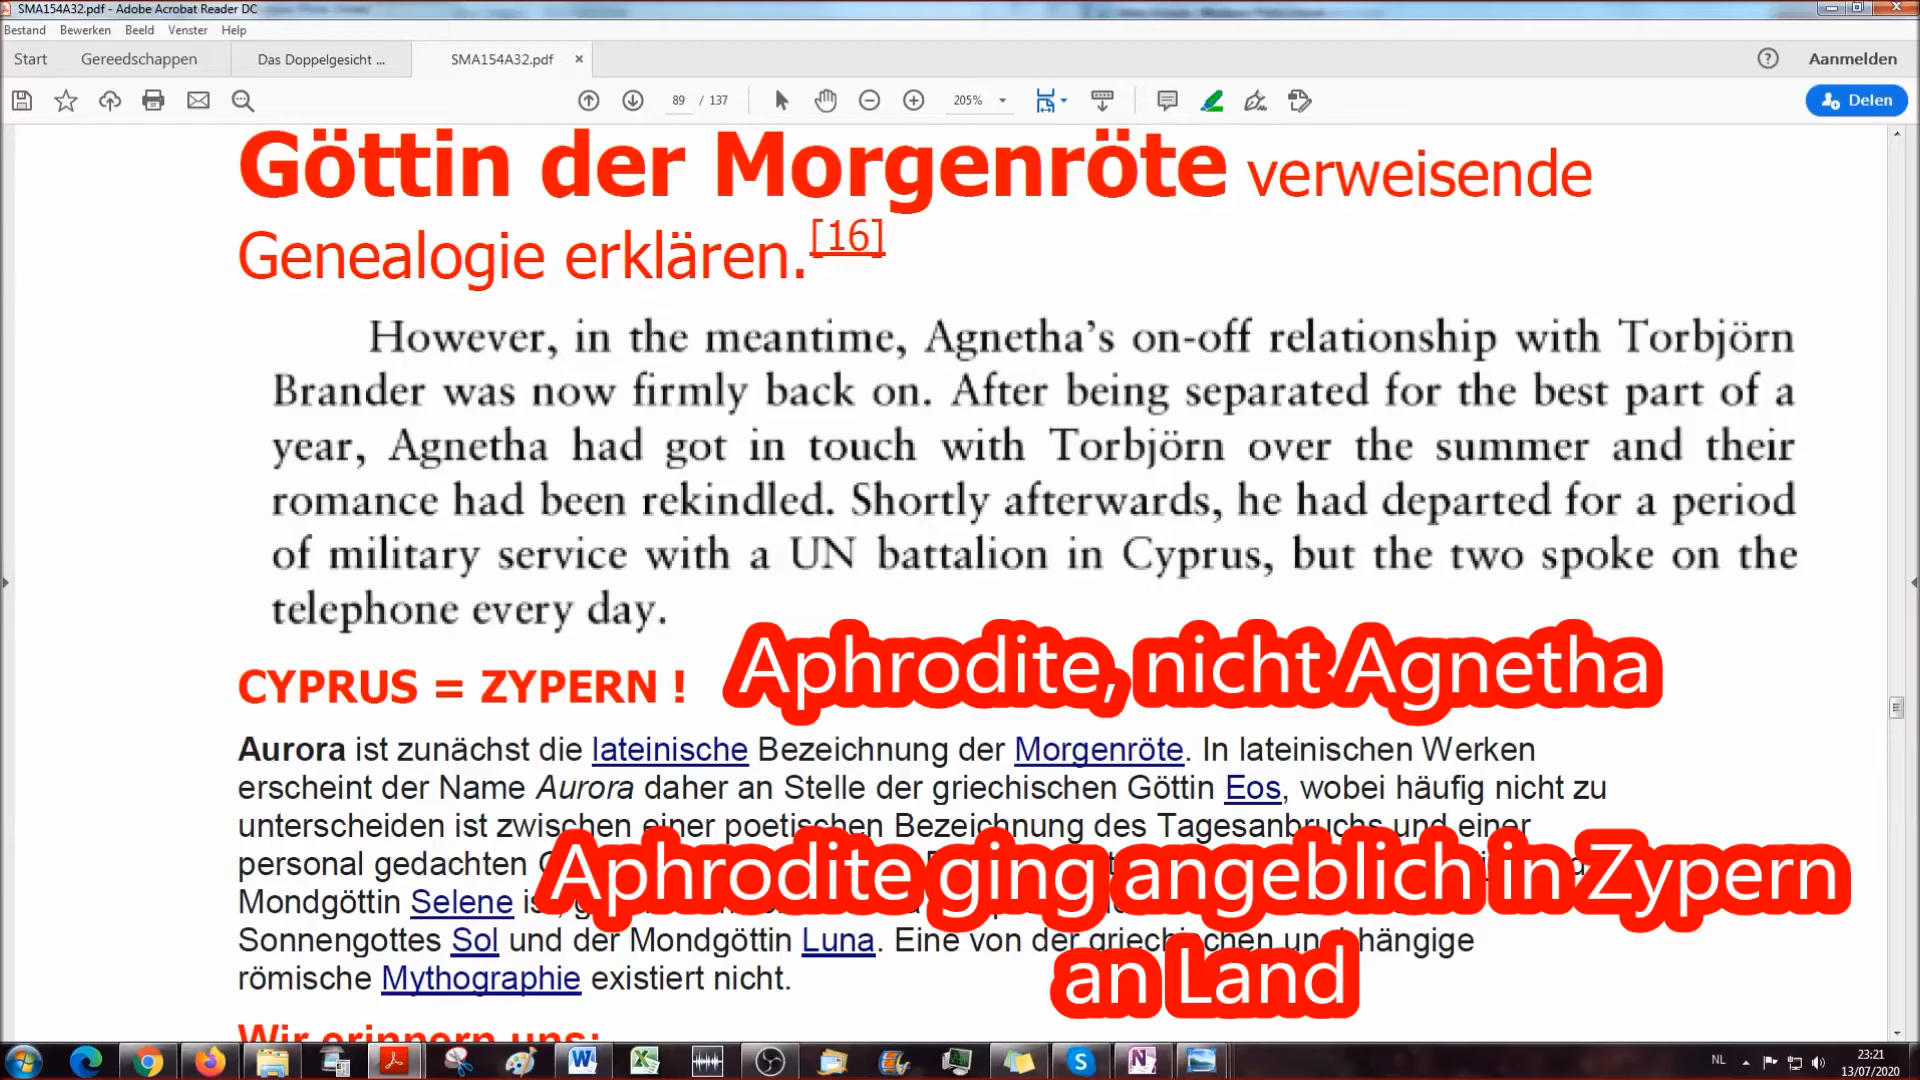 SMA154A32.pdf - Adobe Acrobat Reader DC
Bestand Bewerken Beeld Venster Help
Start Gereedschappen Das Doppelgesicht ... SMA154A32.pdf × Aanmelden
89 / 137 205% Delen
Göttin der Morgenröte verweisende
Genealogie erklären.[16]
However, in the meantime, Agnetha's on-off relationship with Torbjörn
Brander was now firmly back on. After being separated for the best part of a
year, Agnetha had got in touch with Torbjörn over the summer and their
romance had been rekindled. Shortly afterwards, he had departed for a period
of military service with a UN battalion in Cyprus, but the two spoke on the
telephone every day.
Aphrodite, nicht Agnetha
CYPRUS = ZYPERN !
Aurora ist zunächst die lateinische Bezeichnung der Morgenröte. In lateinischen Werken
erscheint der Name Aurora daher an Stelle der griechischen Göttin Eos, wobei häufig nicht zu
unterscheiden ist zwischen einer poetischen Bezeichnung des Tagesanbruchs und einer
personal gedachten
Aphrodite ging angeblich in Zypern
an Land
Mondgöttin Selene
Sonnengottes Sol und der Mondgöttin Luna. Eine von der griechischen unabhängige
römische Mythographie existiert nicht.
Wir erinnern uns:
NL 23:21
13/07/2020